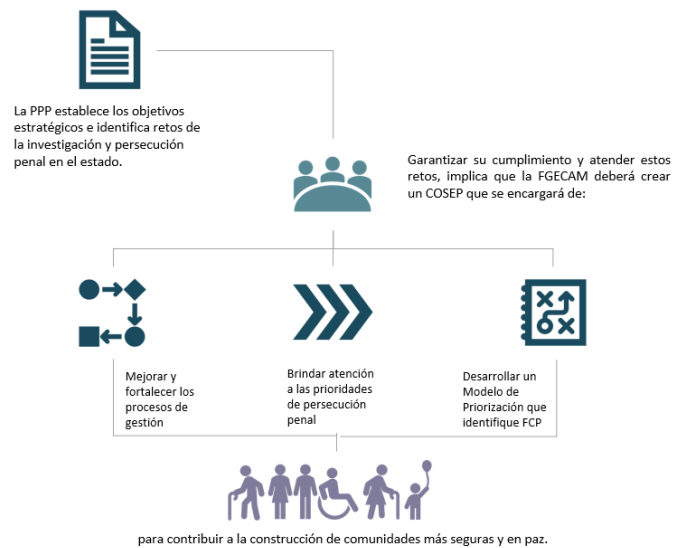 La PPP establece los objetivos
estratégicos e identifica retos de
la investigación y persecución
penal en el estado.
Garantizar su cumplimiento y atender estos
retos, implica que la FGECAM deberá crear
un COSEP que se encargará de:
Mejorar y
fortalecer los
procesos de
gestión
Brindar atención
a las prioridades
de persecución
penal
Desarrollar un
Modelo de
Priorización que
identifique FCP
para contribuir a la construcción de comunidades más seguras y en paz.